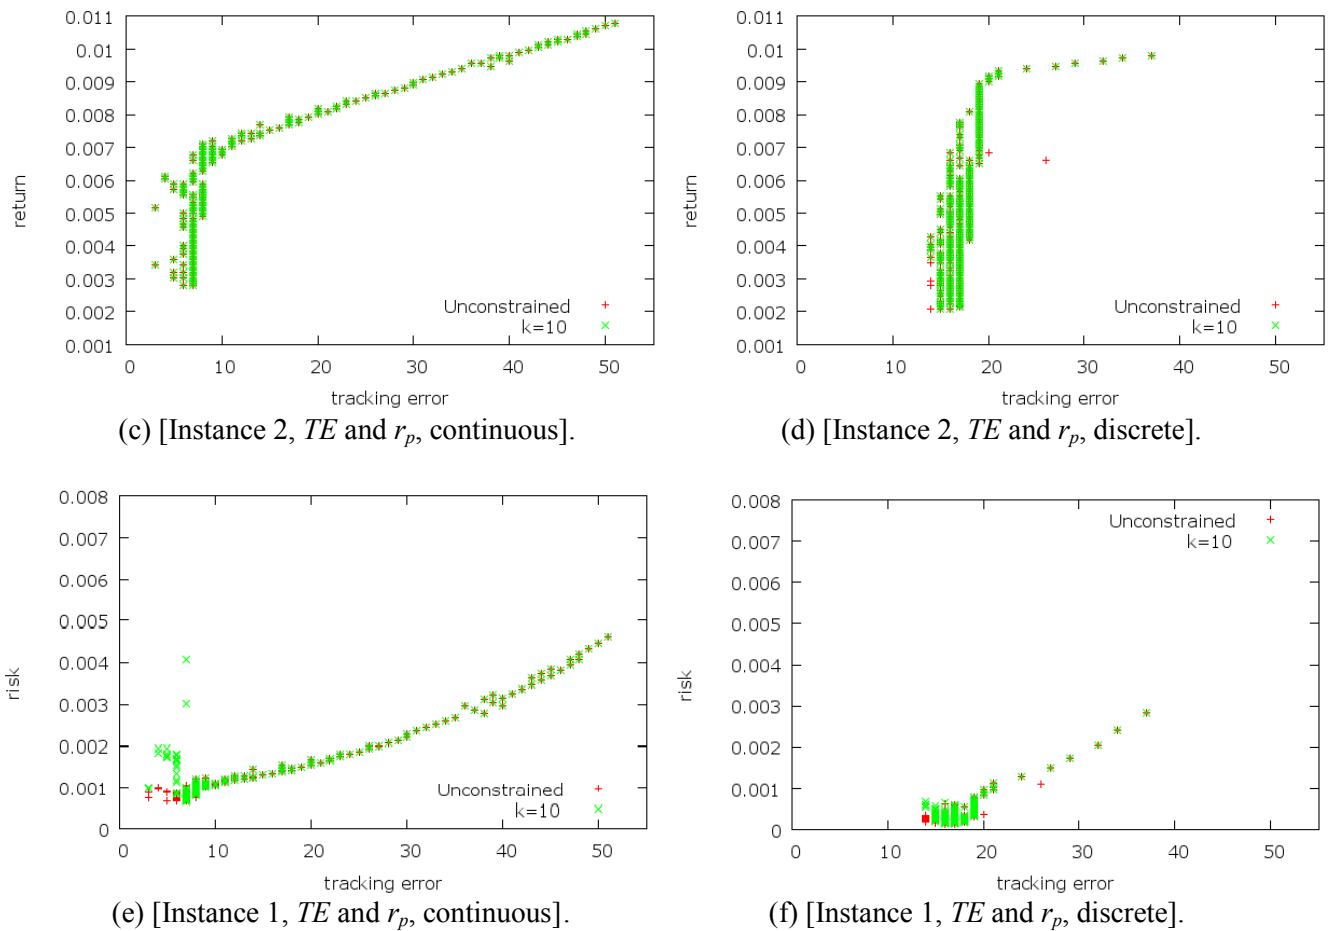 0.011
0.01
0.009
0.008
0.007
0.006
0.005
0.004
0.003
0.002
0.001
return
Unconstrained
k=10
0 10 20 30 40 50
tracking error
(c) [Instance 2, TE and rp, continuous].
0.011
0.01
0.009
0.008
0.007
0.006
0.005
0.004
0.003
0.002
0.001
return
Unconstrained
k=10
0 10 20 30 40 50
tracking error
(d) [Instance 2, TE and rp, discrete].
0.008
0.007
0.006
0.005
0.004
0.003
0.002
0.001
0
risk
Unconstrained
k=10
0 10 20 30 40 50
tracking error
(e) [Instance 1, TE and rp, continuous].
0.008
0.007
0.006
0.005
0.004
0.003
0.002
0.001
0
risk
Unconstrained
k=10
0 10 20 30 40 50
tracking error
(f) [Instance 1, TE and rp, discrete].